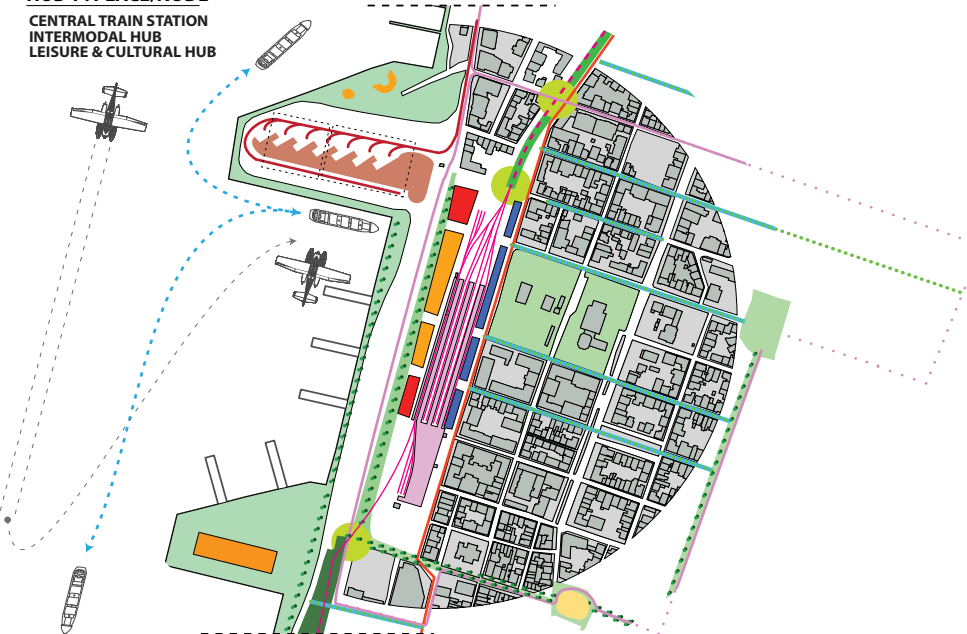 CENTRAL TRAIN STATION
INTERMODAL HUB
LEISURE & CULTURAL HUB